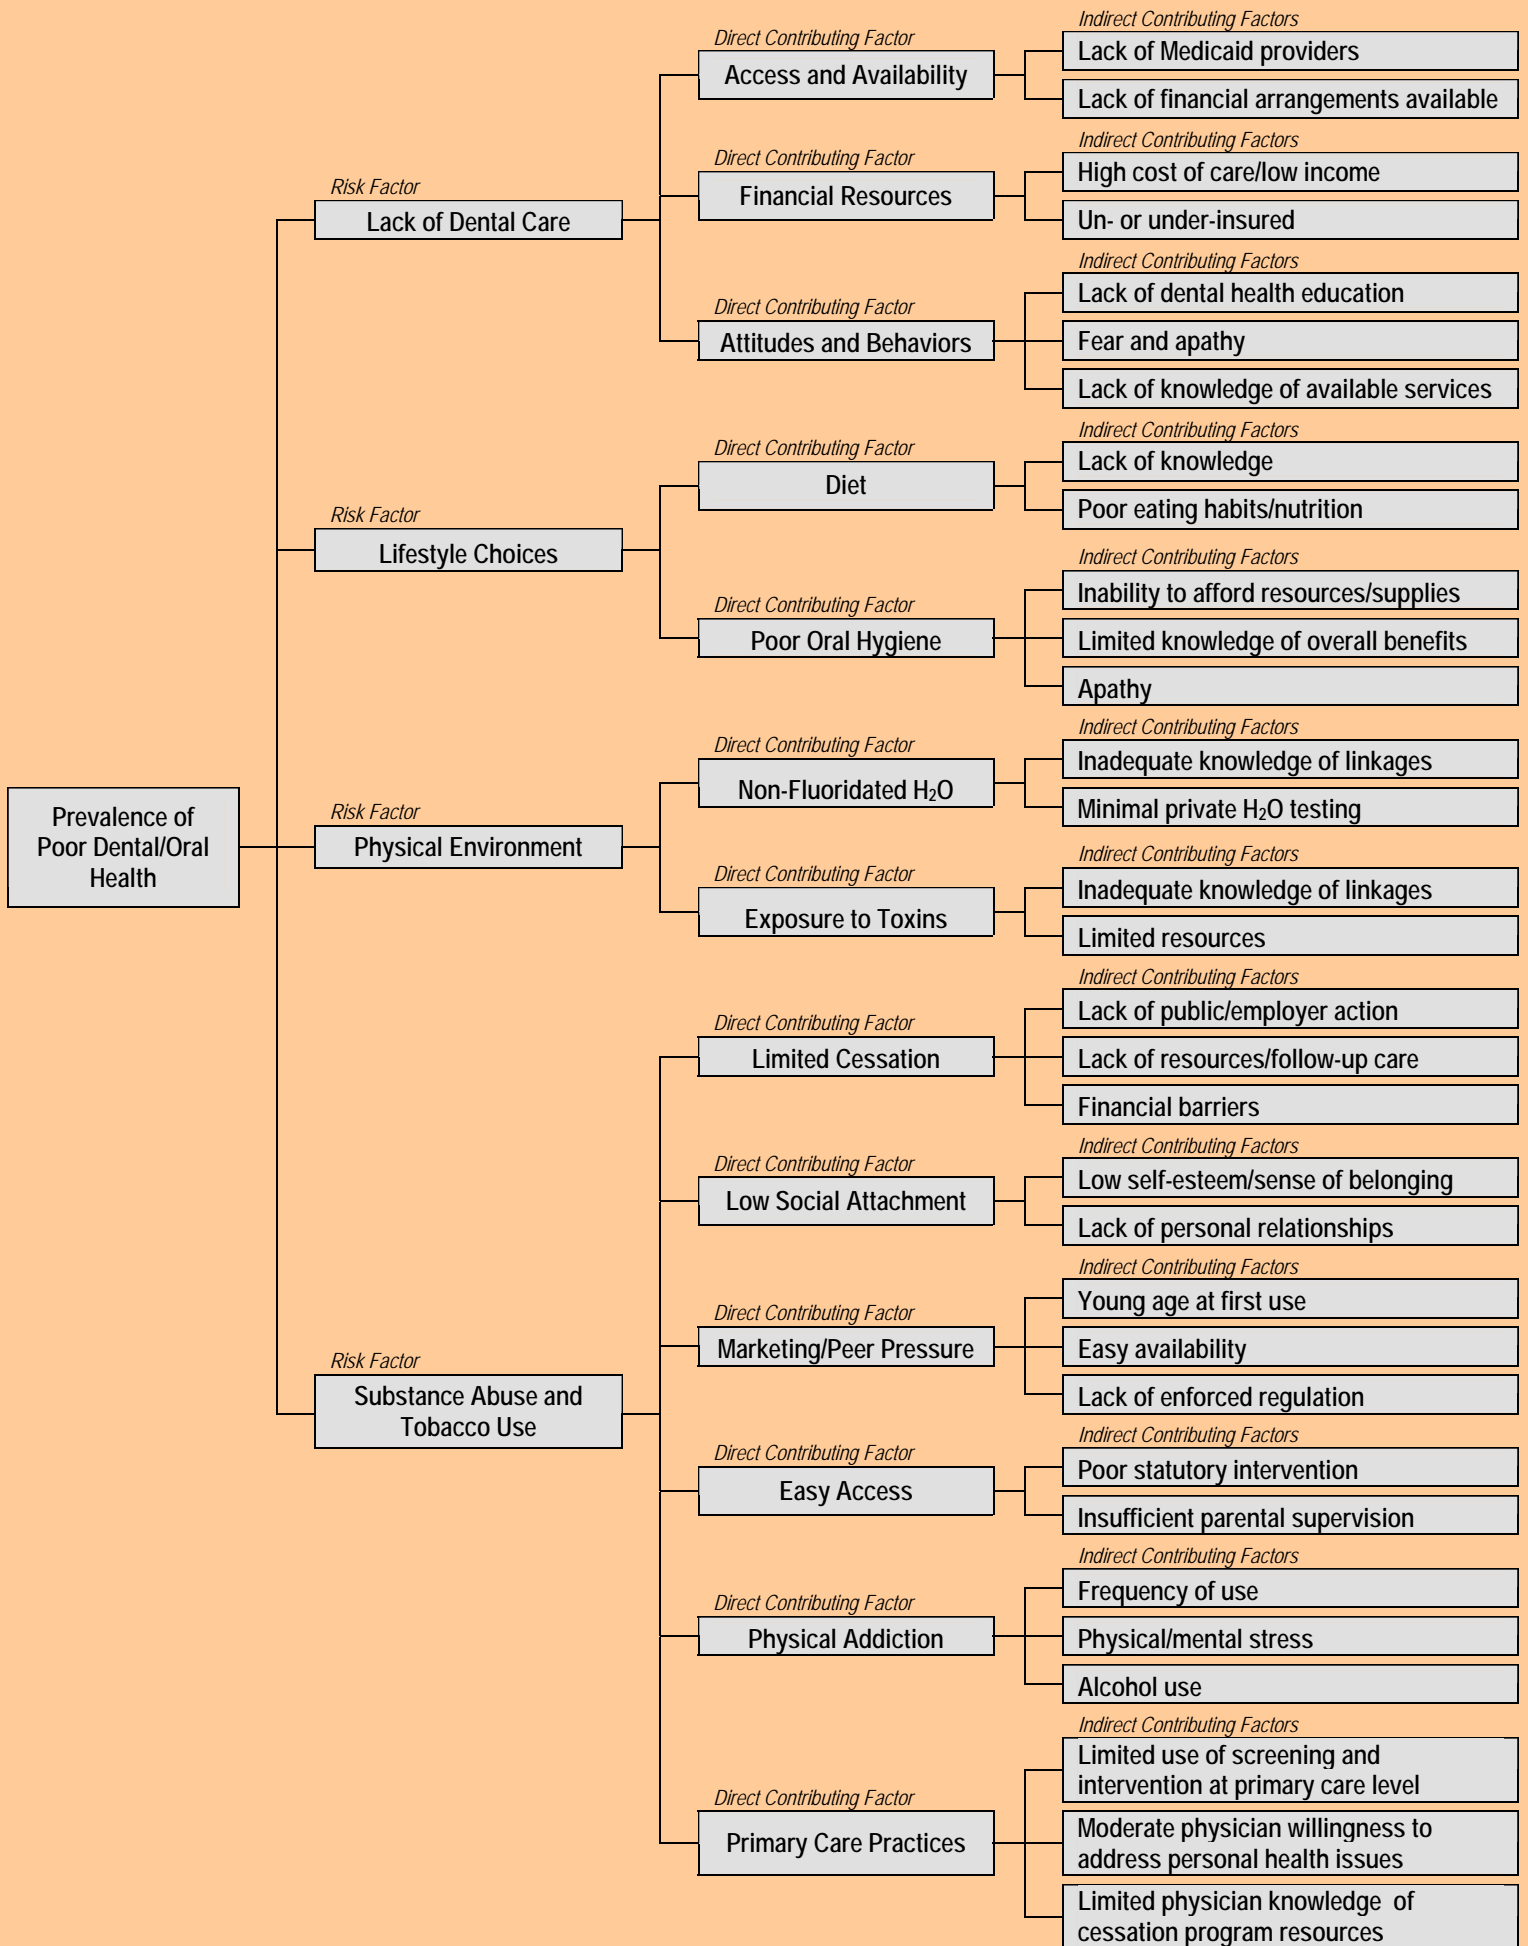 Prevalence of
Poor Dental/Oral
Health
Risk Factor
Lack of Dental Care
Direct Contributing Factor
Access and Availability
Indirect Contributing Factors
Lack of Medicaid providers
Lack of financial arrangements available
Direct Contributing Factor
Financial Resources
Indirect Contributing Factors
High cost of care/low income
Un- or under-insured
Direct Contributing Factor
Attitudes and Behaviors
Indirect Contributing Factors
Lack of dental health education
Fear and apathy
Lack of knowledge of available services
Risk Factor
Lifestyle Choices
Direct Contributing Factor
Diet
Indirect Contributing Factors
Lack of knowledge
Poor eating habits/nutrition
Direct Contributing Factor
Poor Oral Hygiene
Indirect Contributing Factors
Inability to afford resources/supplies
Limited knowledge of overall benefits
Apathy
Risk Factor
Physical Environment
Direct Contributing Factor
Non-Fluoridated H₂O
Indirect Contributing Factors
Inadequate knowledge of linkages
Minimal private H₂O testing
Direct Contributing Factor
Exposure to Toxins
Indirect Contributing Factors
Inadequate knowledge of linkages
Limited resources
Risk Factor
Substance Abuse and
Tobacco Use
Direct Contributing Factor
Limited Cessation
Indirect Contributing Factors
Lack of public/employer action
Lack of resources/follow-up care
Financial barriers
Direct Contributing Factor
Low Social Attachment
Indirect Contributing Factors
Low self-esteem/sense of belonging
Lack of personal relationships
Direct Contributing Factor
Marketing/Peer Pressure
Indirect Contributing Factors
Young age at first use
Easy availability
Lack of enforced regulation
Direct Contributing Factor
Easy Access
Indirect Contributing Factors
Poor statutory intervention
Insufficient parental supervision
Direct Contributing Factor
Physical Addiction
Indirect Contributing Factors
Frequency of use
Physical/mental stress
Alcohol use
Direct Contributing Factor
Primary Care Practices
Indirect Contributing Factors
Limited use of screening and
intervention at primary care level
Moderate physician willingness to
address personal health issues
Limited physician knowledge of
cessation program resources